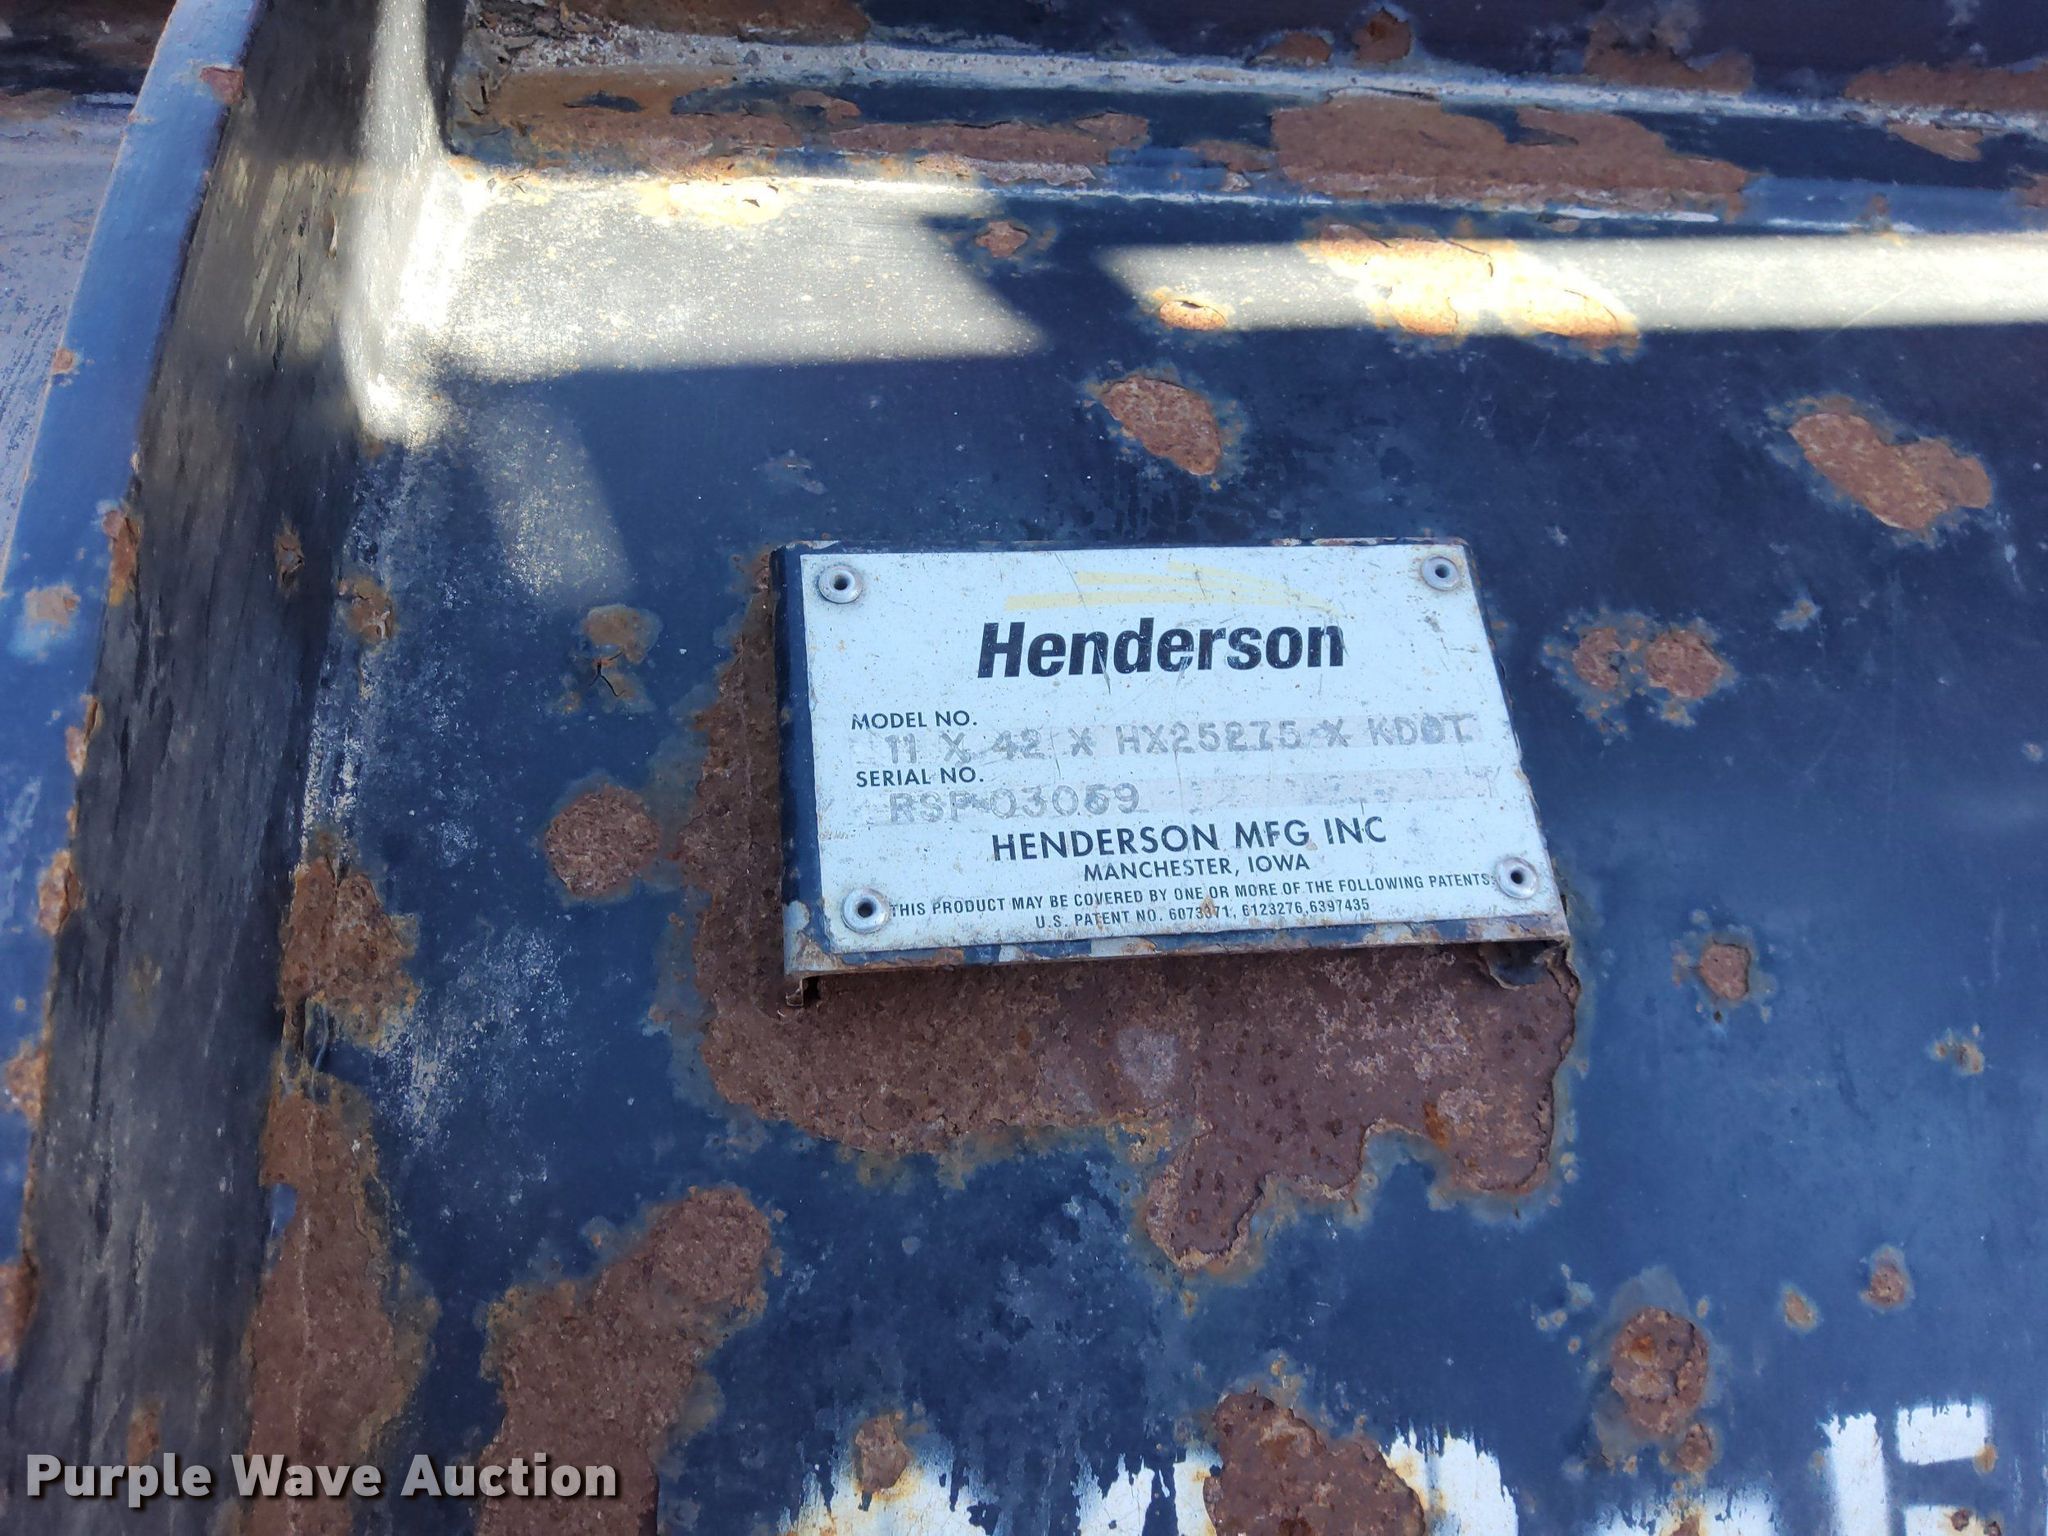 Henderson
MODEL NO.
11 X 42 X HX25275 X KDOT
SERIAL NO.
RSP-03069
HENDERSON MFG INC
MANCHESTER, IOWA
THIS PRODUCT MAY BE COVERED BY ONE OR MORE OF THE FOLLOWING PATENTS:
U.S. PATENT NO. 6073871, 6123276,6397435
Purple Wave Auction